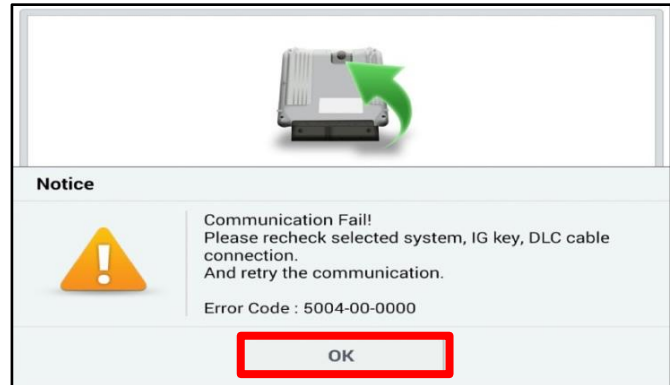 Notice
Communication Fail!
Please recheck selected system, IG key, DLC cable
connection.
And retry the communication.
Error Code : 5004-00-0000
OK